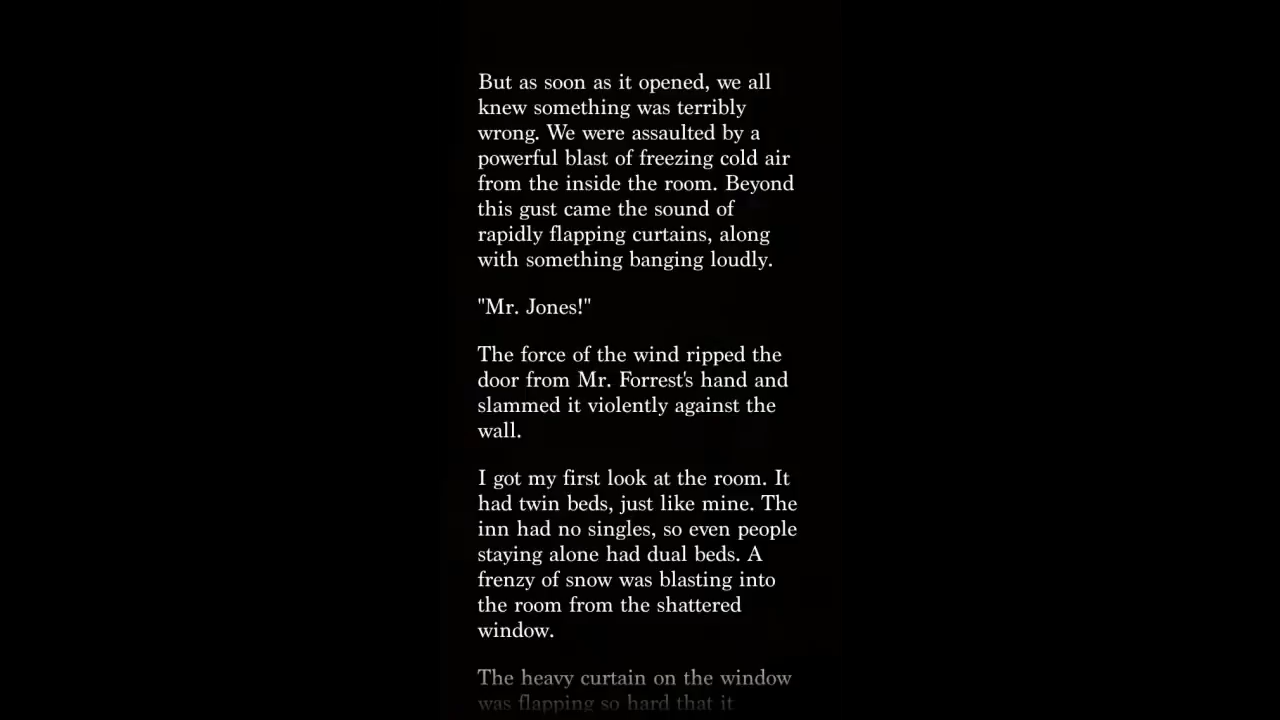 But as soon as it opened, we all
knew something was terribly
wrong. We were assaulted by a
powerful blast of freezing cold air
from the inside the room. Beyond
this gust came the sound of
rapidly flapping curtains, along
with something banging loudly.
"Mr. Jones!"
The force of the wind ripped the
door from Mr. Forrest's hand and
slammed it violently against the
wall.
I got my first look at the room. It
had twin beds, just like mine. The
inn had no singles, so even people
staying alone had dual beds. A
frenzy of snow was blasting into
the room from the shattered
window.
The heavy curtain on the window
was flapping so hard that it